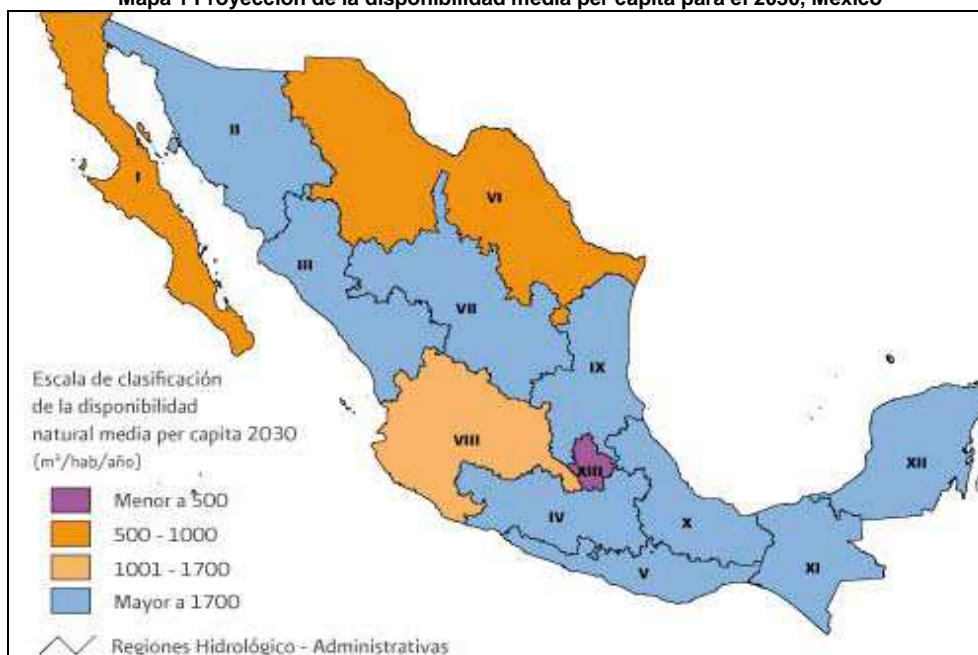 Mapa 1 Proyección de la disponibilidad media per cápita para el 2030, México
I
II
III
VI
VII
VIII
IX
XIII
IV
V
X
XI
XII
Escala de clasificación
de la disponibilidad
natural media per capita 2030
(m³/hab/año)
Menor a 500
500 - 1000
1001 - 1700
Mayor a 1700
Regiones Hidrológico - Administrativas